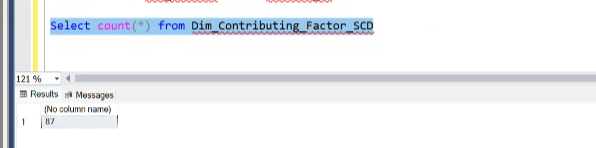 Select count(*) from Dim_Contributing_Factor_SCD
121 %
Results Messages
(No column name)
1 87